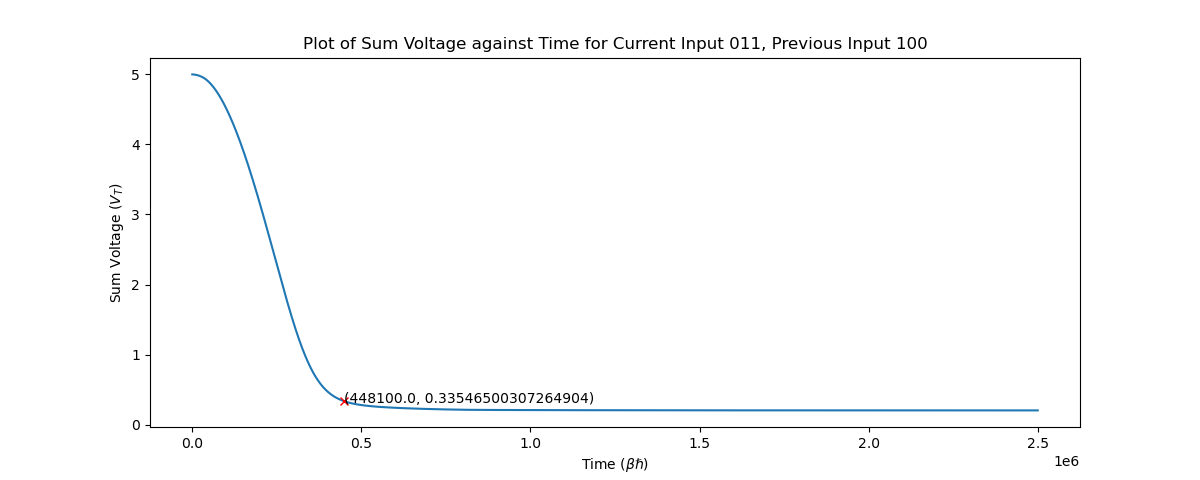 Plot of Sum Voltage against Time for Current Input 011, Previous Input 100
5
4
3
2
1
0
Sum Voltage (V_T)
(448100.0, 0.33546500307264904)
0.0 0.5 1.0 1.5 2.0 2.5
1e6
Time (βℏ)